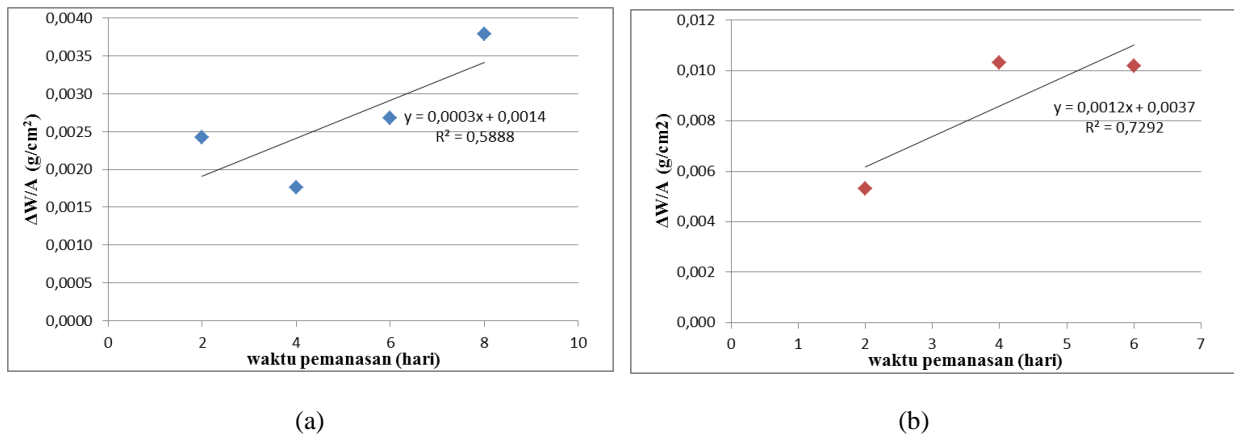 0,0040
0,0035
0,0030
0,0025
0,0020
0,0015
0,0010
0,0005
0,0000
ΔW/A (g/cm²)
y = 0,0003x + 0,0014
R² = 0,5888
0 2 4 6 8 10
waktu pemanasan (hari)
(a)
0,012
0,010
0,008
0,006
0,004
0,002
0,000
ΔW/A (g/cm2)
y = 0,0012x + 0,0037
R² = 0,7292
0 1 2 3 4 5 6 7
waktu pemanasan (hari)
(b)